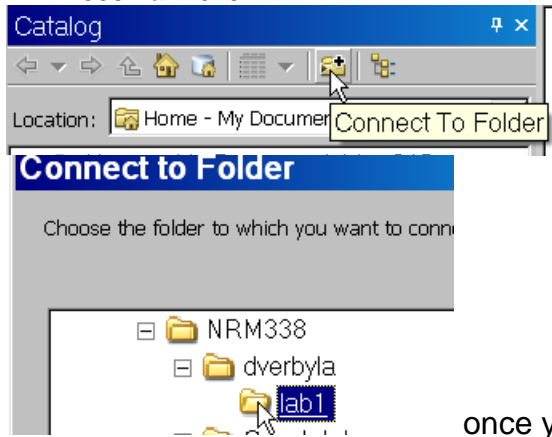 Catalog
Location: Home - My Documen
Connect To Folder
Connect to Folder
Choose the folder to which you want to conn
NRM338
dverbyla
lab1
once y